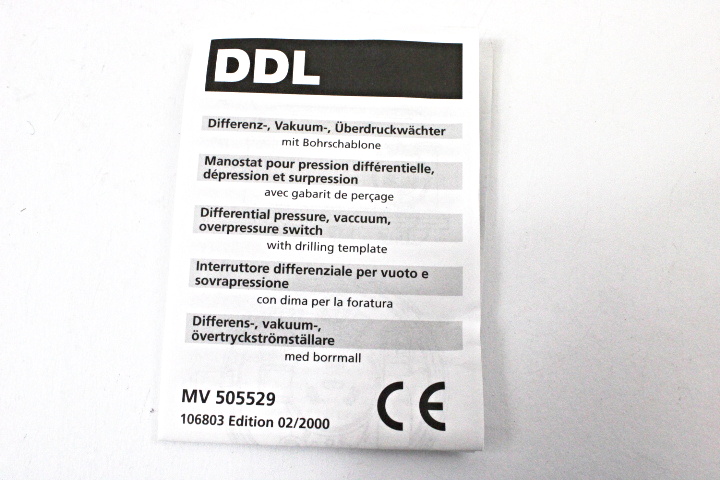 DDL
Differenz-, Vakuum-, Überdruckwächter
mit Bohrschablone
Manostat pour pression différentielle,
dépression et surpression
avec gabarit de perçage
Differential pressure, vaccuum,
overpressure switch
with drilling template
Interruttore differenziale per vuoto e
sovrapressione
con dima per la foratura
Differens-, vakuum-,
övertryckströmställare
med borrmall
MV 505529
106803 Edition 02/2000
CE